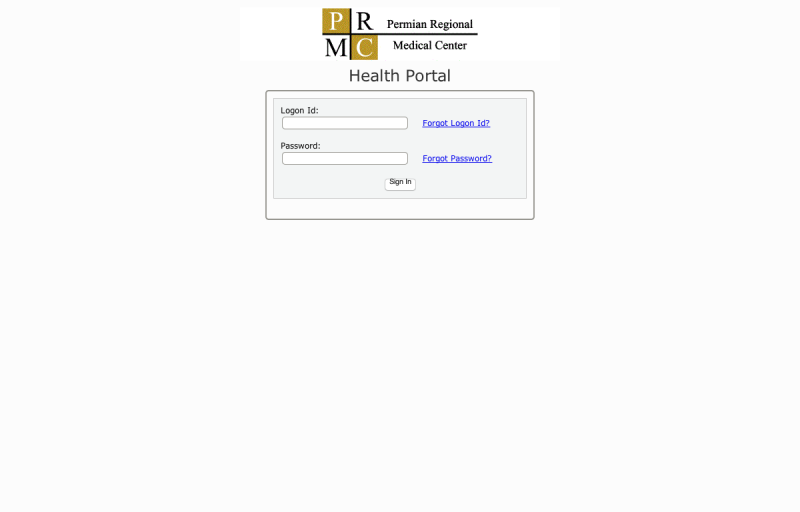 P R
M C
Permian Regional
Medical Center
Health Portal
Logon Id:
Forgot Logon Id?
Password:
Forgot Password?
Sign In